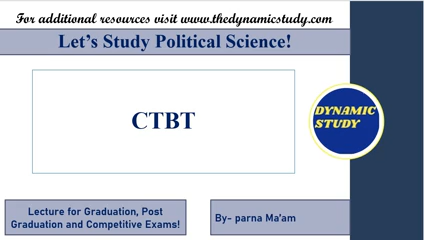 For additional resources visit www.thedynamicstudy.com
Let's Study Political Science!
CTBT
DYNAMIC
STUDY
Lecture for Graduation, Post
Graduation and Competitive Exams!
By- parna Ma'am